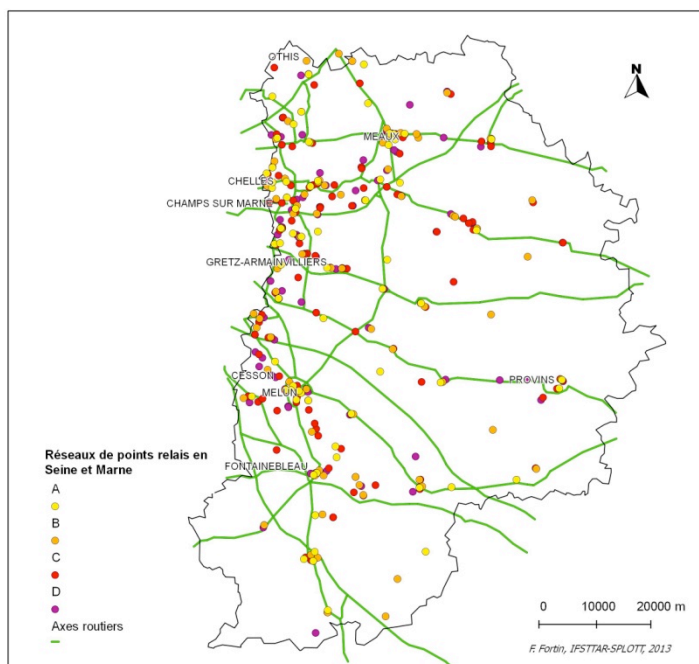 OTHIS
N
MEAUX
CHELLES
CHAMPS SUR MARNE
GRETZ-ARMAINVILLIERS
CESSON
PROVINS
MELUN
Réseaux de points relais en
Seine et Marne
FONTAINEBLEAU
A
B
C
D
Axes routiers
0 10000 20000 m
F. Fortin, IFSTTAR-SPLOTT, 2013